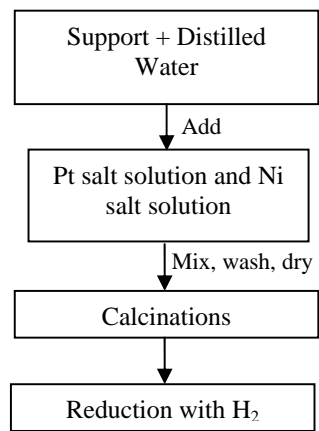 Support + Distilled
Water
Add
Pt salt solution and Ni
salt solution
Mix, wash, dry
Calcinations
Reduction with H₂